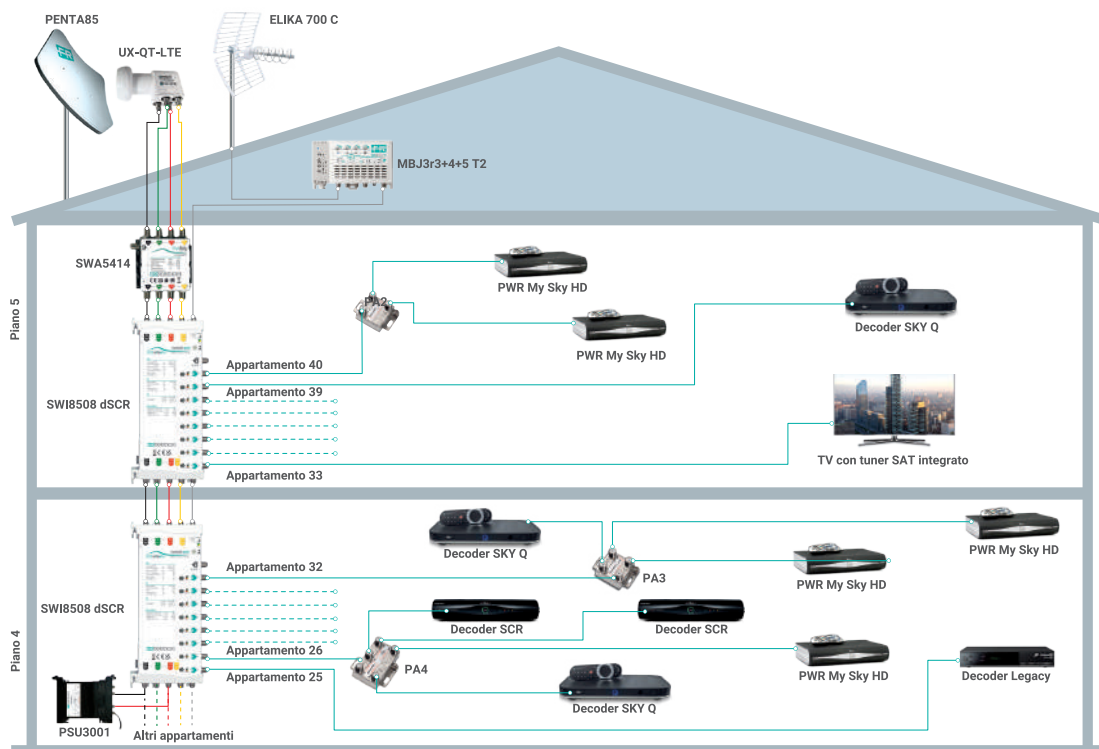 PENTA85
ELIKA 700 C
UX-QT-LTE
MBJ3r3+4+5 T2
SWA5414
PWR My Sky HD
Decoder SKY Q
PWR My Sky HD
Piano 5
Appartamento 40
Appartamento 39
SWI8508 dSCR
TV con tuner SAT integrato
Appartamento 33
Decoder SKY Q
PWR My Sky HD
Appartamento 32
PA3
PWR My Sky HD
SWI8508 dSCR
Decoder SCR
Decoder SCR
Piano 4
Appartamento 26
PA4
PWR My Sky HD
Decoder Legacy
Appartamento 25
Decoder SKY Q
PSU3001
Altri appartamenti